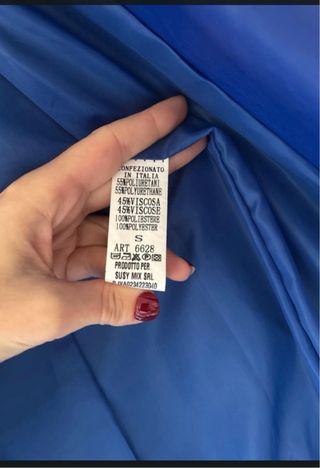 CONFEZIONATO
IN ITALIA
55%POLIURETANI
55%POLYURETHANE
45%VISCOSA
45%VISCOSE
100%POLIESTERE
100%POLYESTER
S
ART 6628
PRODOTTO PER
SUSY MIX SRL